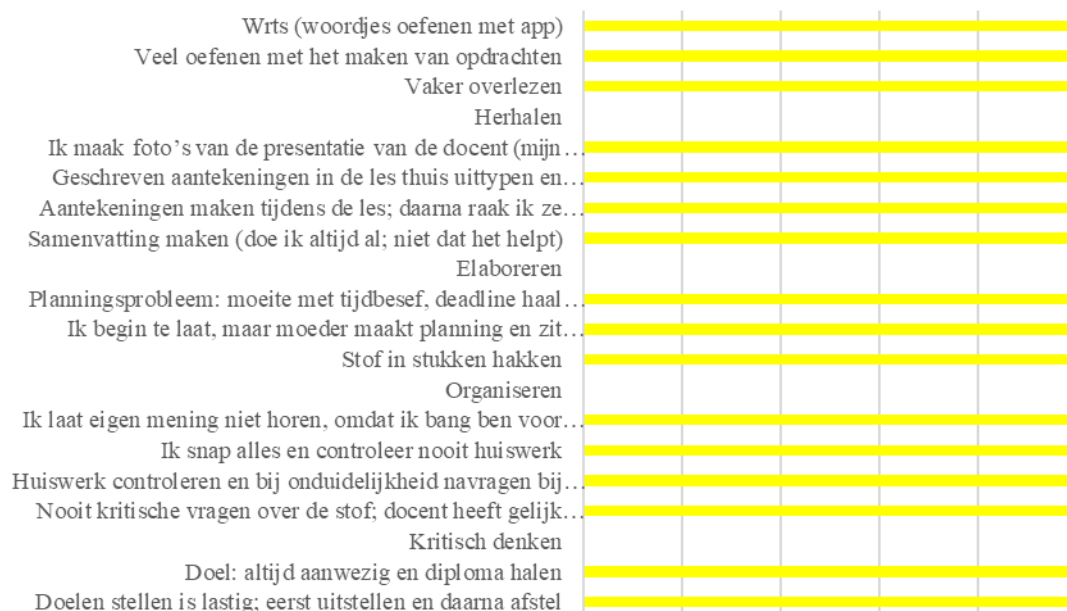 Wrts (woordjes oefenen met app)
Veel oefenen met het maken van opdrachten
Vaker overlezen
Herhalen
Ik maak foto’s van de presentatie van de docent (mijn…
Geschreven aantekeningen in de les thuis uittypen en…
Aantekeningen maken tijdens de les; daarna raak ik ze…
Samenvatting maken (doe ik altijd al; niet dat het helpt)
Elaboreren
Planningsprobleem: moeite met tijdbesef, deadline haal…
Ik begin te laat, maar moeder maakt planning en zit…
Stof in stukken hakken
Organiseren
Ik laat eigen mening niet horen, omdat ik bang ben voor…
Ik snap alles en controleer nooit huiswerk
Huiswerk controleren en bij onduidelijkheid navragen bij…
Nooit kritische vragen over de stof; docent heeft gelijk…
Kritisch denken
Doel: altijd aanwezig en diploma halen
Doelen stellen is lastig; eerst uitstellen en daarna afstel